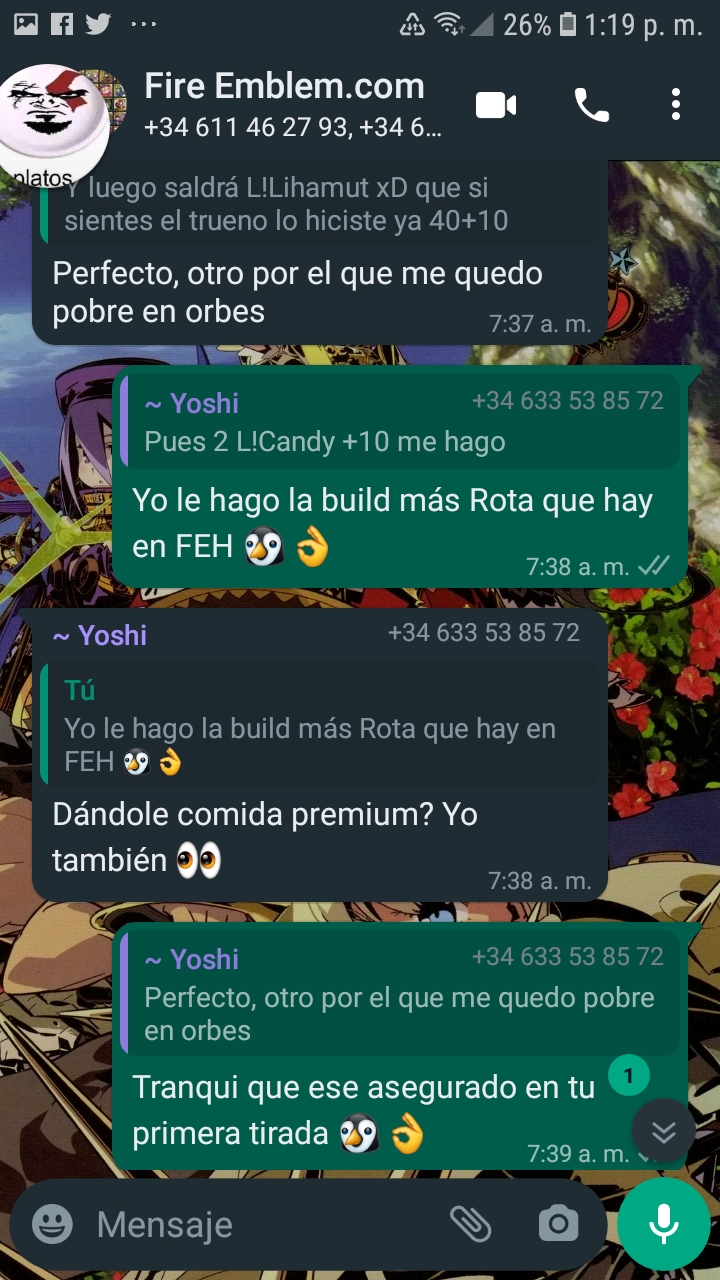 26% 1:19 p. m.
Fire Emblem.com
+34 611 46 27 93, +34 6…
platos
Y luego saldrá L!Lihamut xD que si
sientes el trueno lo hiciste ya 40+10
Perfecto, otro por el que me quedo
pobre en orbes
7:37 a. m.
~ Yoshi +34 633 53 85 72
Pues 2 L!Candy +10 me hago
Yo le hago la build más Rota que hay
en FEH 🐧👌
7:38 a. m.
~ Yoshi +34 633 53 85 72
Tú
Yo le hago la build más Rota que hay en
FEH 🐧👌
Dándole comida premium? Yo
también 👀
7:38 a. m.
~ Yoshi +34 633 53 85 72
Perfecto, otro por el que me quedo pobre
en orbes
Tranqui que ese asegurado en tu
primera tirada 🐧👌
7:39 a. m.
1
Mensaje